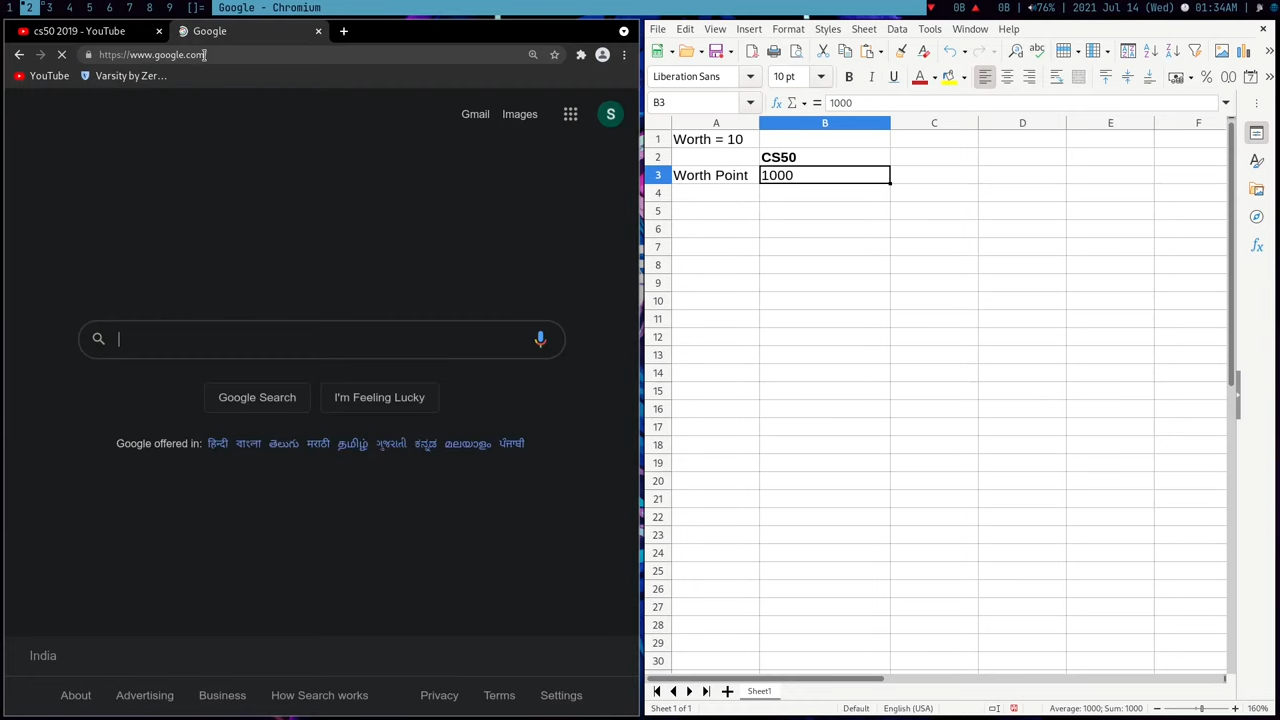 1 2 3 4 5 6 7 8 9 []= Google - Chromium 0B 0B 76% 2021 Jul 14 (Wed) 01:34AM
cs50 2019 - YouTube
Google
https://www.google.com
YouTube
Varsity by Zer...
Gmail
Images
S
Google Search
I'm Feeling Lucky
Google offered in: हिन्दी বাংলা తెలుగు मराठी தமிழ் ગુજરાતી ಕನ್ನಡ മലയാളം ਪੰਜਾਬੀ
India
About
Advertising
Business
How Search works
Privacy
Terms
Settings
File Edit View Insert Format Styles Sheet Data Tools Window Help
Liberation Sans
10 pt
B I U A
% 0.0
B3
fx Σ = 1000
A B C D E F
1 Worth = 10
2 CS50
3 Worth Point 1000
4
5
6
7
8
9
10
11
12
13
14
15
16
17
18
19
20
21
22
23
24
25
26
27
28
29
30
Sheet1
Sheet 1 of 1
Default
English (USA)
Average: 1000; Sum: 1000
160%